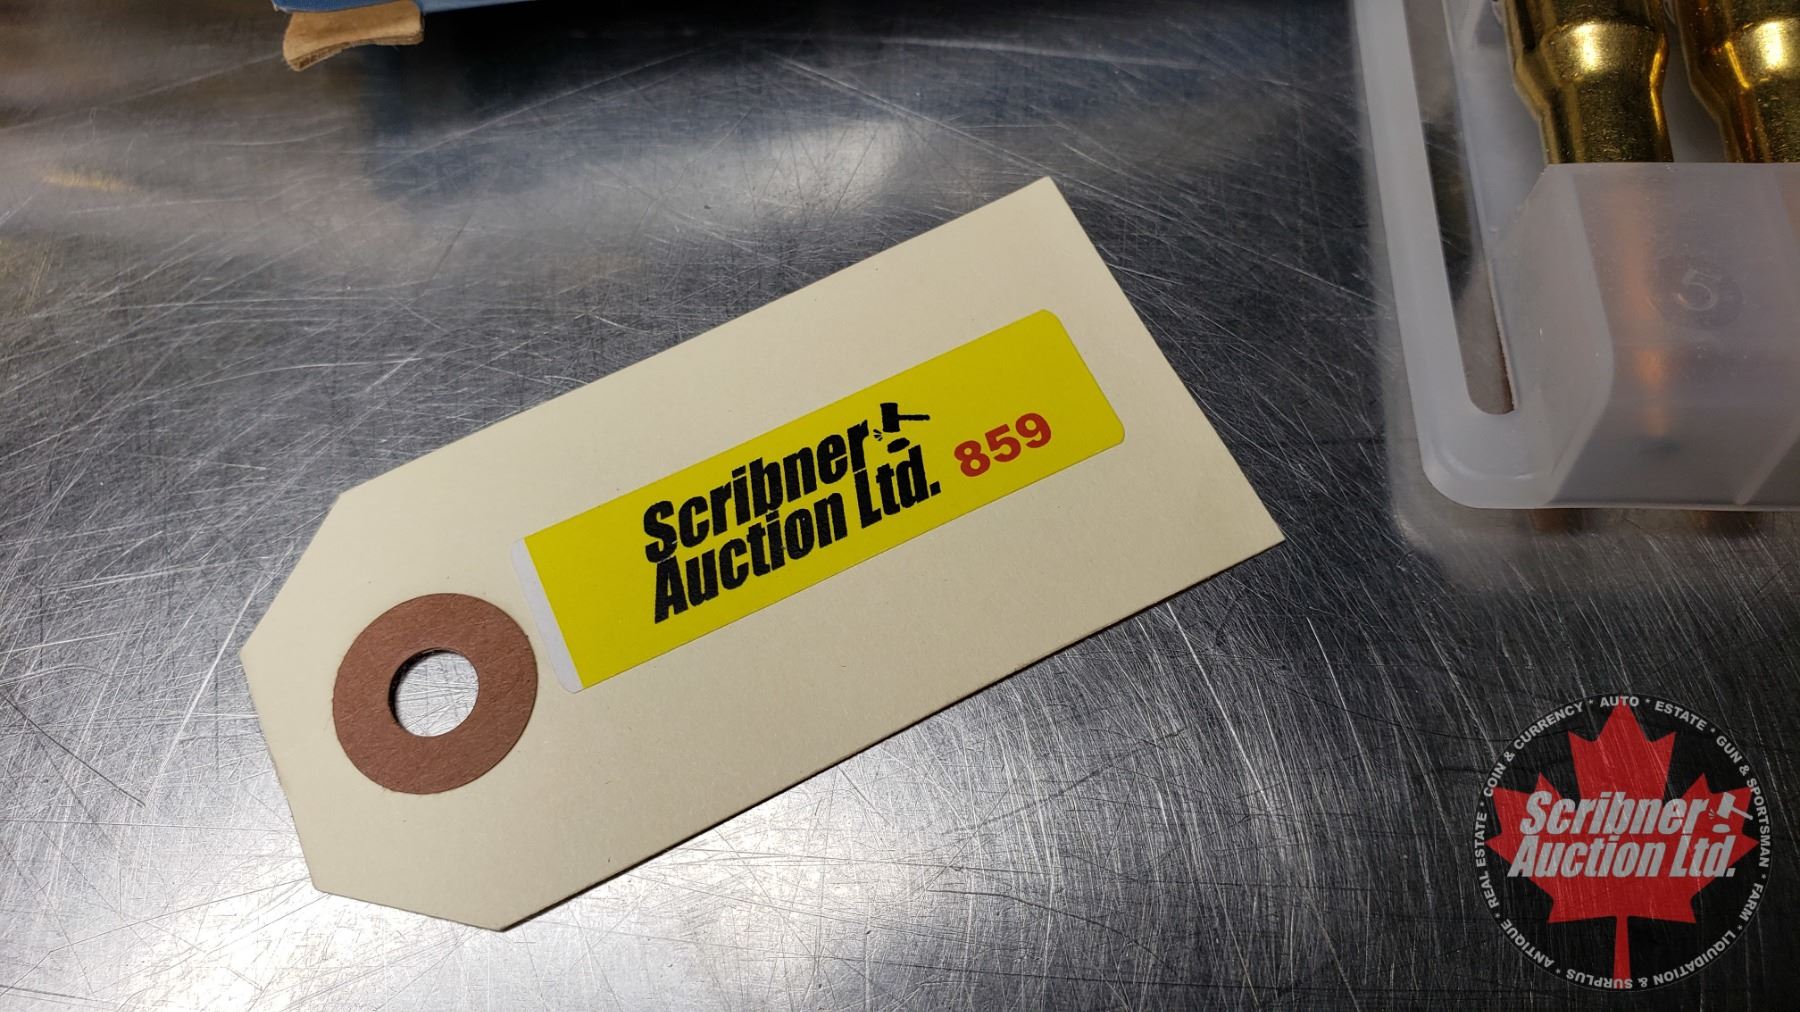 Scribner
Auction Ltd. 859
5
REAL ESTATE * COIN & CURRENCY * AUTO * ESTATE * GUN & SPORTSMAN * FARM * LIQUIDATION & SURPLUS * ANTIQUE *
Scribner
Auction Ltd.